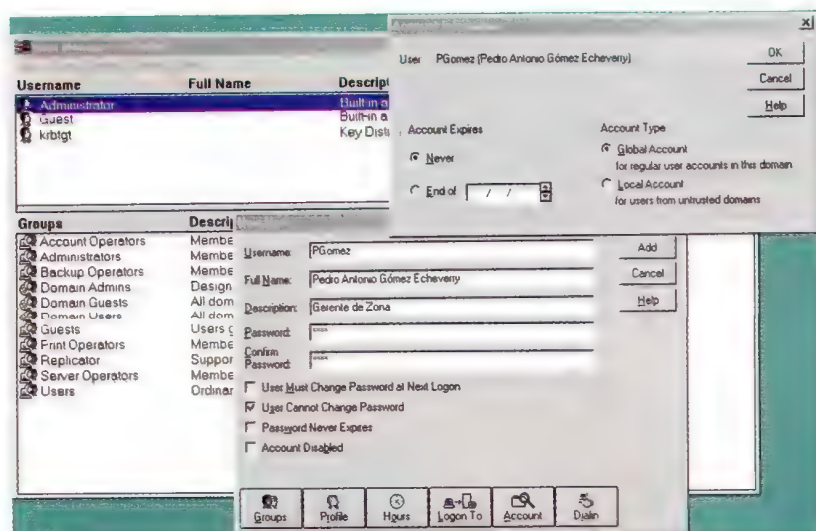 Username Full Name Descript
Administrator Built-in a
Guest Built-in a
krbtgt Key Dist
Groups Descrip
Account Operators Membe
Administrators Membe
Backup Operators Membe
Domain Admins Design
Domain Guests All dom
Domain Users All dom
Guests Users g
Print Operators Membe
Replicator Suppor
Server Operators Membe
Users Ordinar
User PGomez (Pedro Antonio Gómez Echeverry)
OK
Cancel
Help
Account Expires
Never
End of / /
Account Type
Global Account
for regular user accounts in this domain
Local Account
for users from untrusted domains
Username: PGomez
Full Name: Pedro Antonio Gómez Echeverry
Description: Gerente de Zona
Password: ****
Confirm
Password: ****
Add
Cancel
Help
User Must Change Password at Next Logon
User Cannot Change Password
Password Never Expires
Account Disabled
Groups Profile Hours Logon To Account Dialin